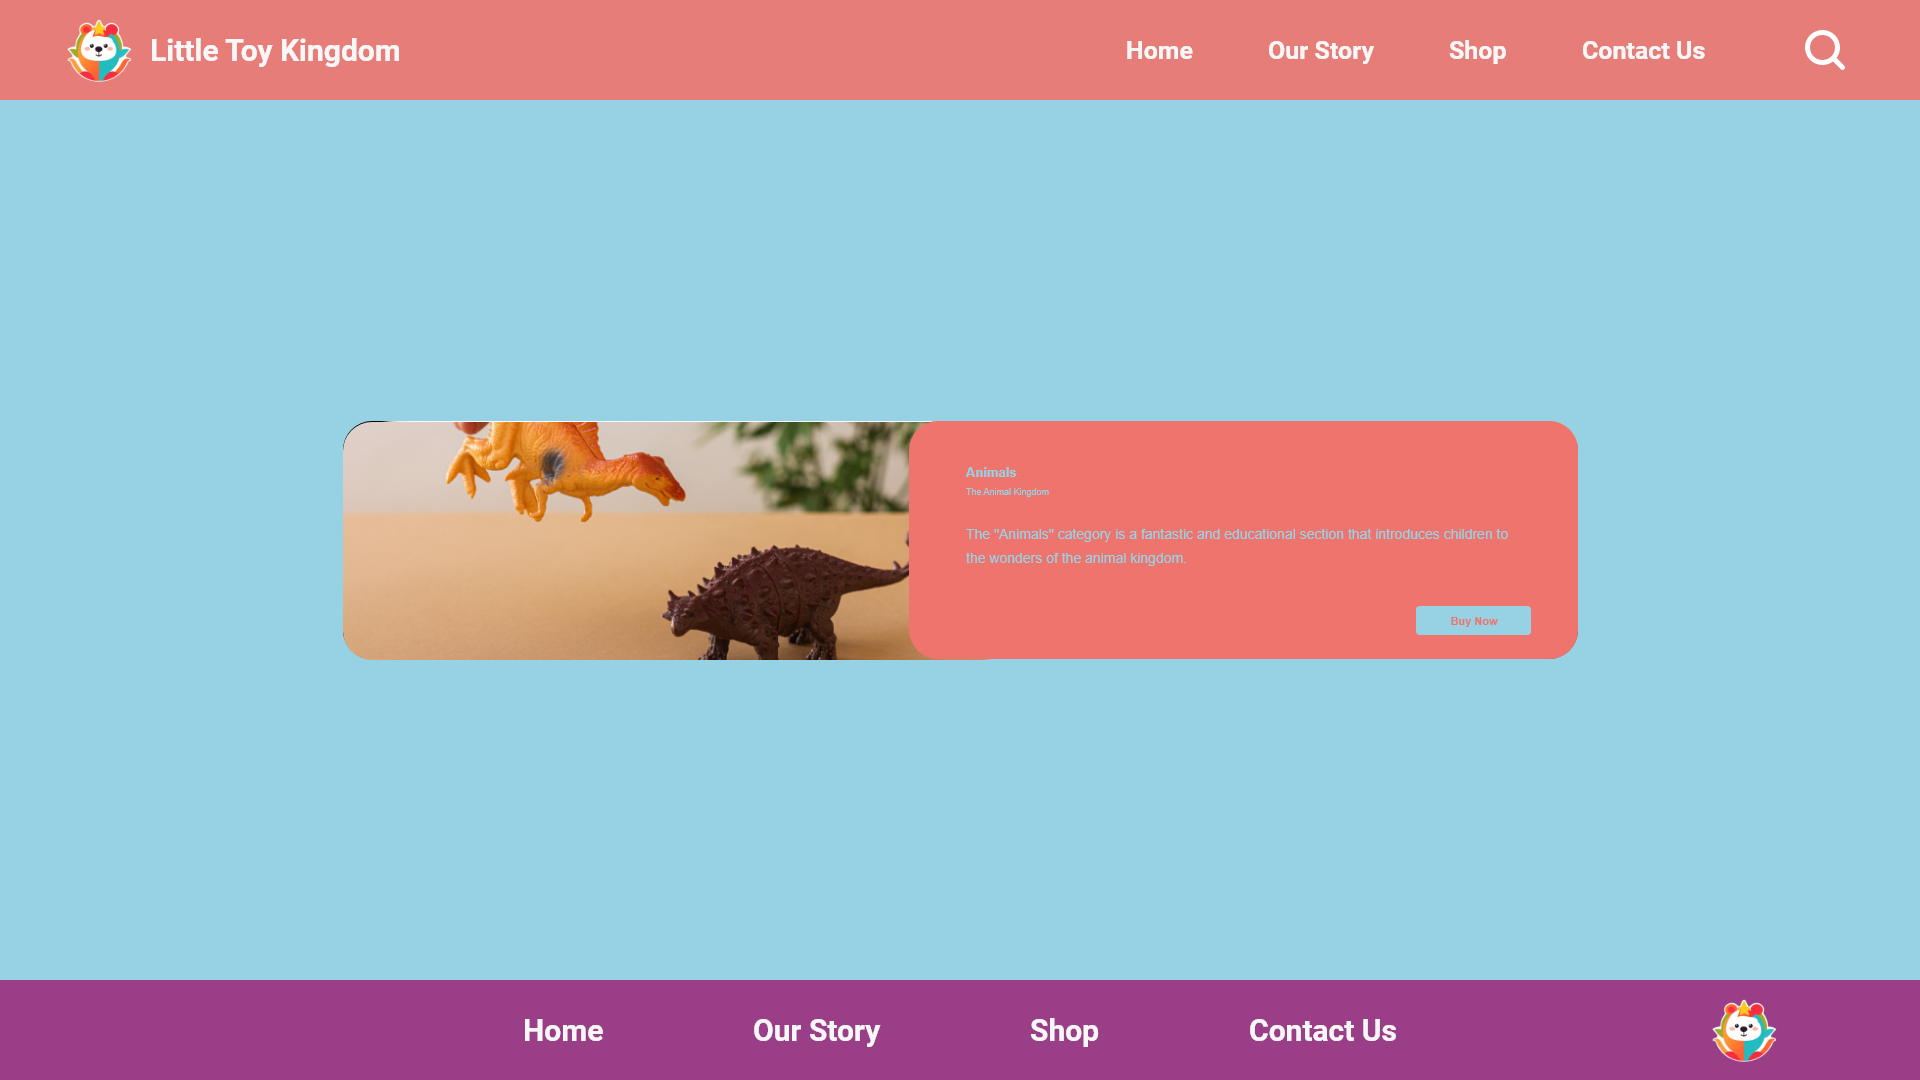 Little Toy Kingdom
Home
Our Story
Shop
Contact Us
Animals
The Animal Kingdom
The "Animals" category is a fantastic and educational section that introduces children to
the wonders of the animal kingdom.
Buy Now
Home
Our Story
Shop
Contact Us